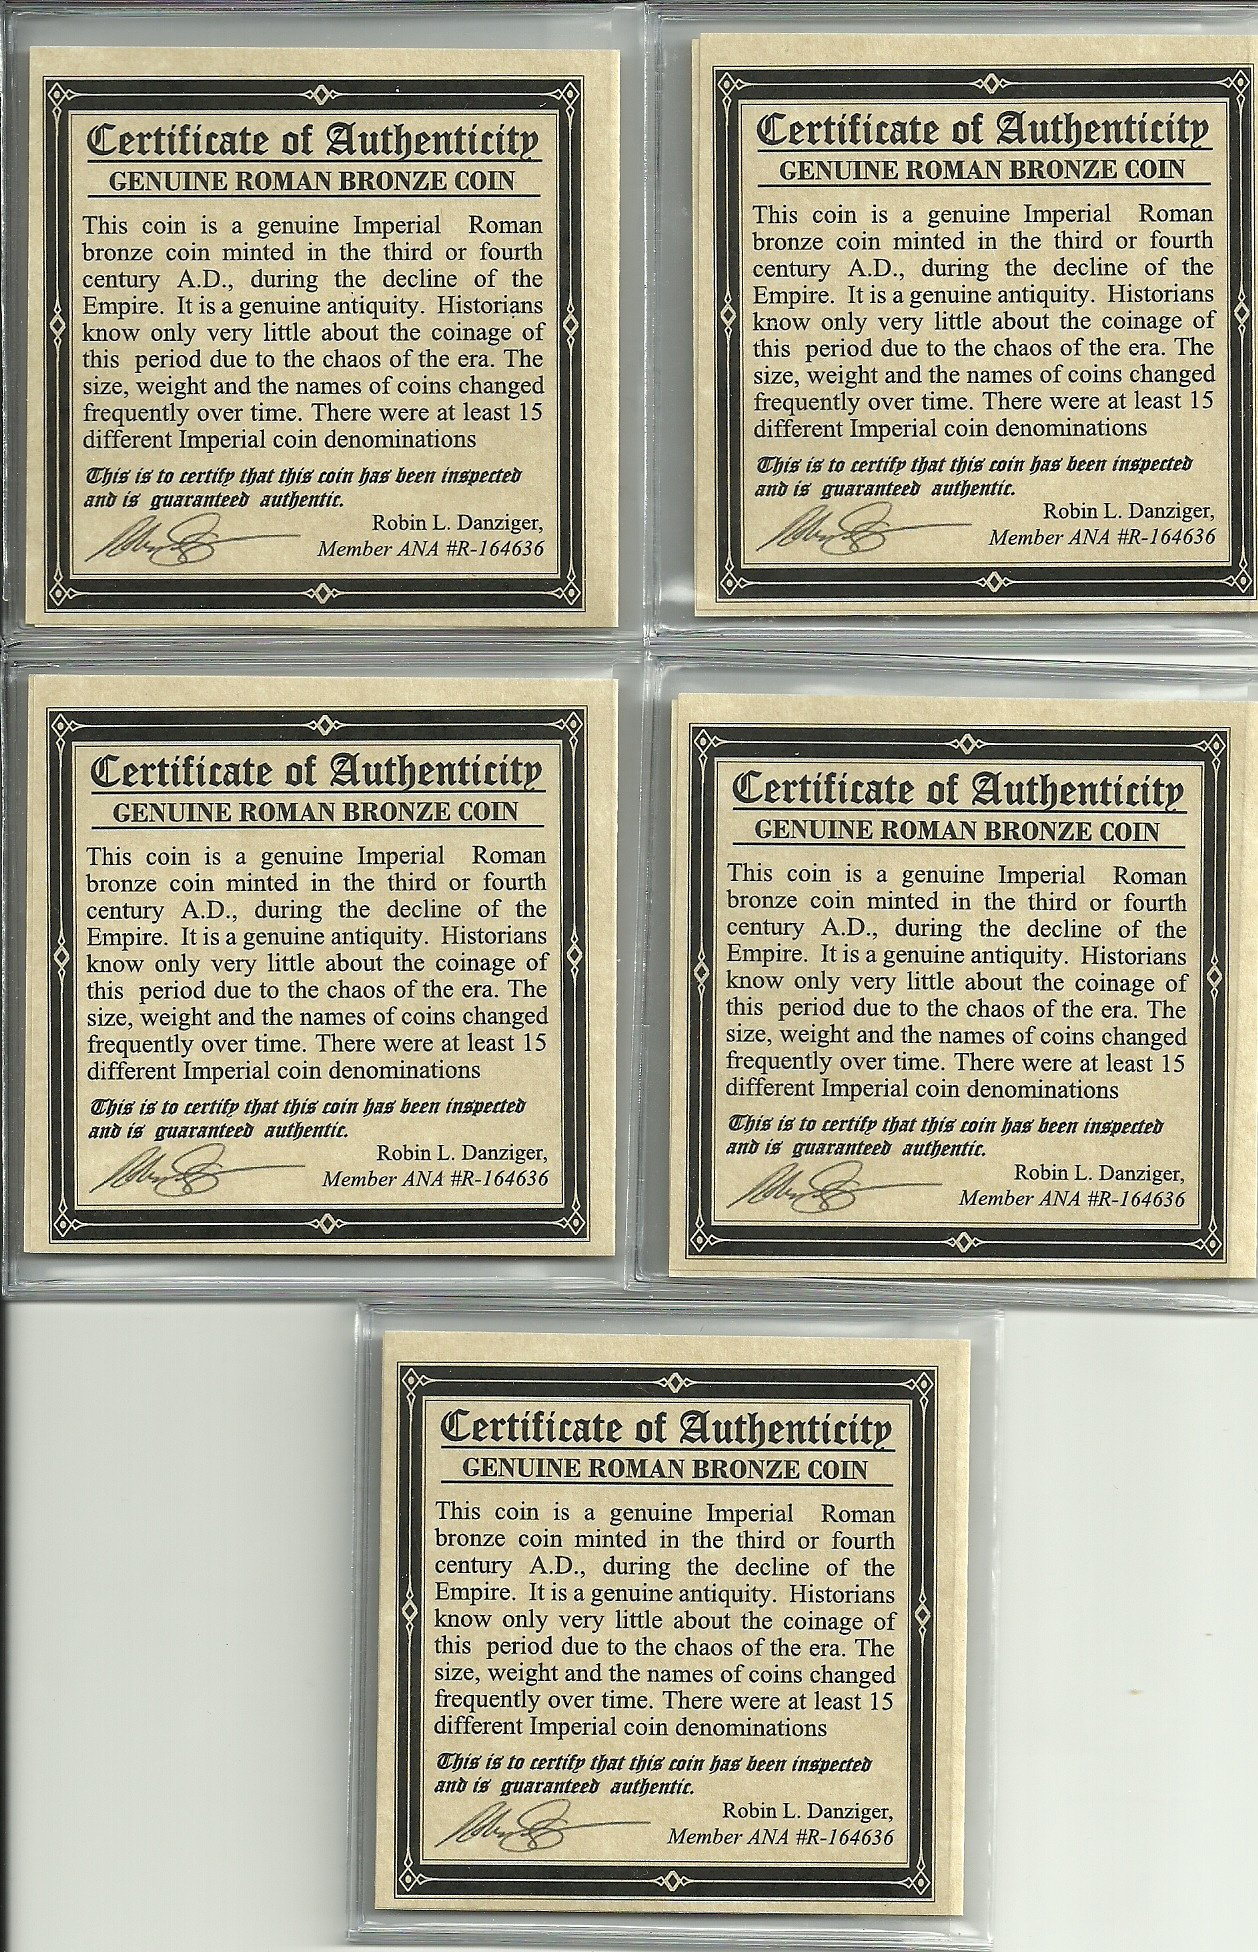 Certificate of Authenticity
GENUINE ROMAN BRONZE COIN
This coin is a genuine Imperial Roman
bronze coin minted in the third or fourth
century A.D., during the decline of the
Empire. It is a genuine antiquity. Historians
know only very little about the coinage of
this period due to the chaos of the era. The
size, weight and the names of coins changed
frequently over time. There were at least 15
different Imperial coin denominations
This is to certify that this coin has been inspected
and is guaranteed authentic.
Robin L. Danziger,
Member ANA #R-164636
Certificate of Authenticity
GENUINE ROMAN BRONZE COIN
This coin is a genuine Imperial Roman
bronze coin minted in the third or fourth
century A.D., during the decline of the
Empire. It is a genuine antiquity. Historians
know only very little about the coinage of
this period due to the chaos of the era. The
size, weight and the names of coins changed
frequently over time. There were at least 15
different Imperial coin denominations
This is to certify that this coin has been inspected
and is guaranteed authentic.
Robin L. Danziger,
Member ANA #R-164636
Certificate of Authenticity
GENUINE ROMAN BRONZE COIN
This coin is a genuine Imperial Roman
bronze coin minted in the third or fourth
century A.D., during the decline of the
Empire. It is a genuine antiquity. Historians
know only very little about the coinage of
this period due to the chaos of the era. The
size, weight and the names of coins changed
frequently over time. There were at least 15
different Imperial coin denominations
This is to certify that this coin has been inspected
and is guaranteed authentic.
Robin L. Danziger,
Member ANA #R-164636
Certificate of Authenticity
GENUINE ROMAN BRONZE COIN
This coin is a genuine Imperial Roman
bronze coin minted in the third or fourth
century A.D., during the decline of the
Empire. It is a genuine antiquity. Historians
know only very little about the coinage of
this period due to the chaos of the era. The
size, weight and the names of coins changed
frequently over time. There were at least 15
different Imperial coin denominations
This is to certify that this coin has been inspected
and is guaranteed authentic.
Robin L. Danziger,
Member ANA #R-164636
Certificate of Authenticity
GENUINE ROMAN BRONZE COIN
This coin is a genuine Imperial Roman
bronze coin minted in the third or fourth
century A.D., during the decline of the
Empire. It is a genuine antiquity. Historians
know only very little about the coinage of
this period due to the chaos of the era. The
size, weight and the names of coins changed
frequently over time. There were at least 15
different Imperial coin denominations
This is to certify that this coin has been inspected
and is guaranteed authentic.
Robin L. Danziger,
Member ANA #R-164636